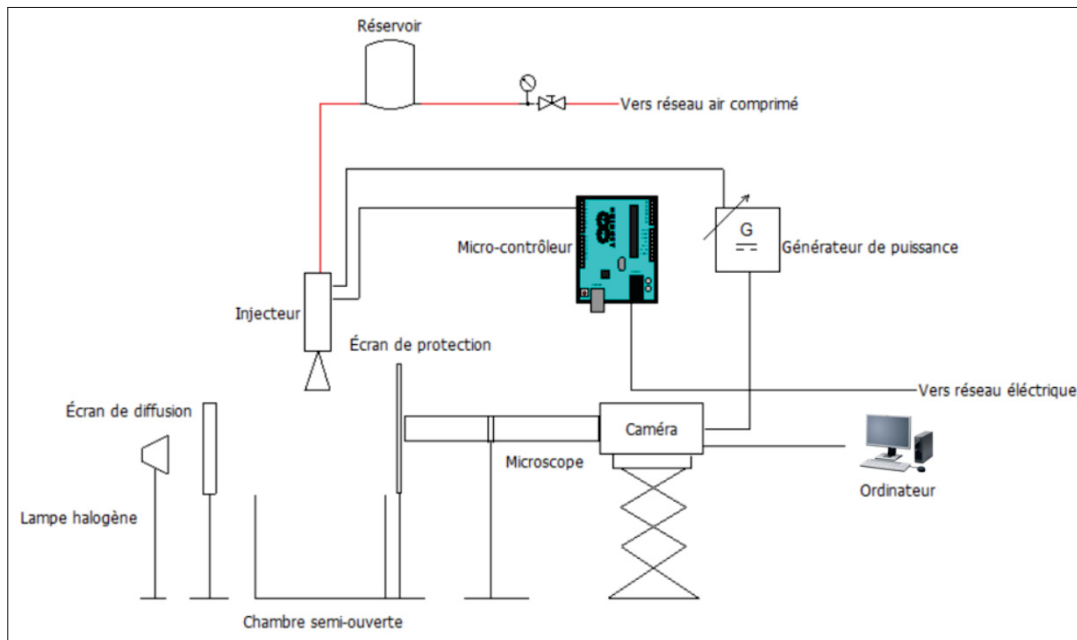 Réservoir
Vers réseau air comprimé
Micro-contrôleur
G
Générateur de puissance
Injecteur
Écran de protection
Vers réseau éléctrique
Écran de diffusion
Caméra
Microscope
Ordinateur
Lampe halogène
Chambre semi-ouverte